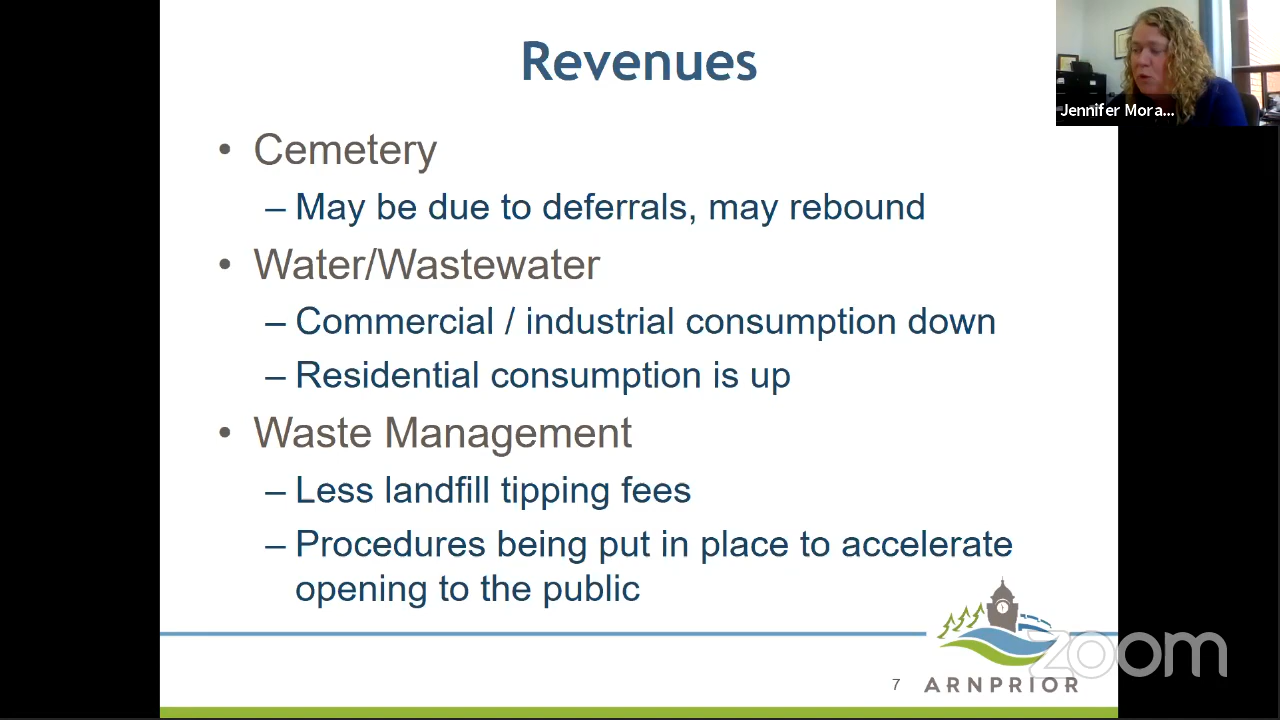 Revenues
Jennifer Mora...
• Cemetery
– May be due to deferrals, may rebound
• Water/Wastewater
– Commercial / industrial consumption down
– Residential consumption is up
• Waste Management
– Less landfill tipping fees
– Procedures being put in place to accelerate
opening to the public
zoom
7
ARNPRIOR